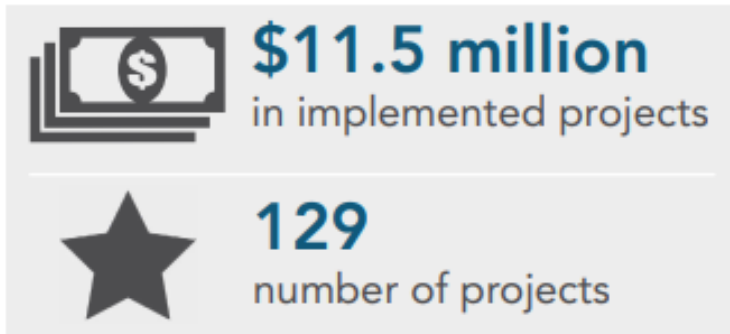 $
$11.5 million
in implemented projects
129
number of projects